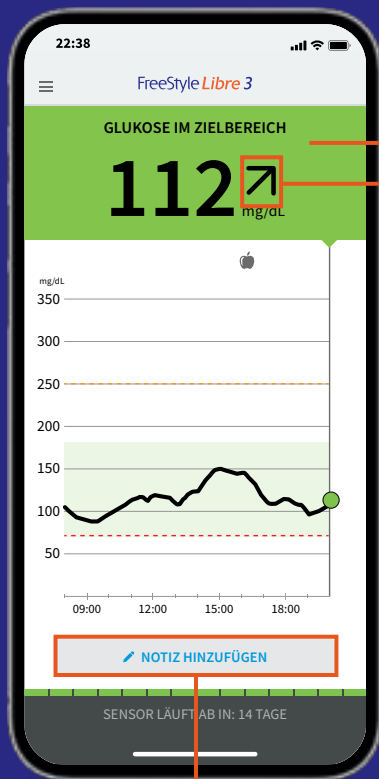 22:38
FreeStyle Libre 3
GLUKOSE IM ZIELBEREICH
112
mg/dL
mg/dL
350
300
250
200
150
100
50
09:00 12:00 15:00 18:00
NOTIZ HINZUFÜGEN
SENSOR LÄUFT AB IN: 14 TAGE